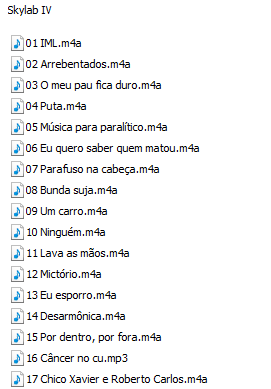 Skylab IV
01 IML.m4a
02 Arrebentados.m4a
03 O meu pau fica duro.m4a
04 Puta.m4a
05 Música para paralítico.m4a
06 Eu quero saber quem matou.m4a
07 Parafuso na cabeça.m4a
08 Bunda suja.m4a
09 Um carro.m4a
10 Ninguém.m4a
11 Lava as mãos.m4a
12 Mictório.m4a
13 Eu esporro.m4a
14 Desarmônica.m4a
15 Por dentro, por fora.m4a
16 Câncer no cu.mp3
17 Chico Xavier e Roberto Carlos.m4a